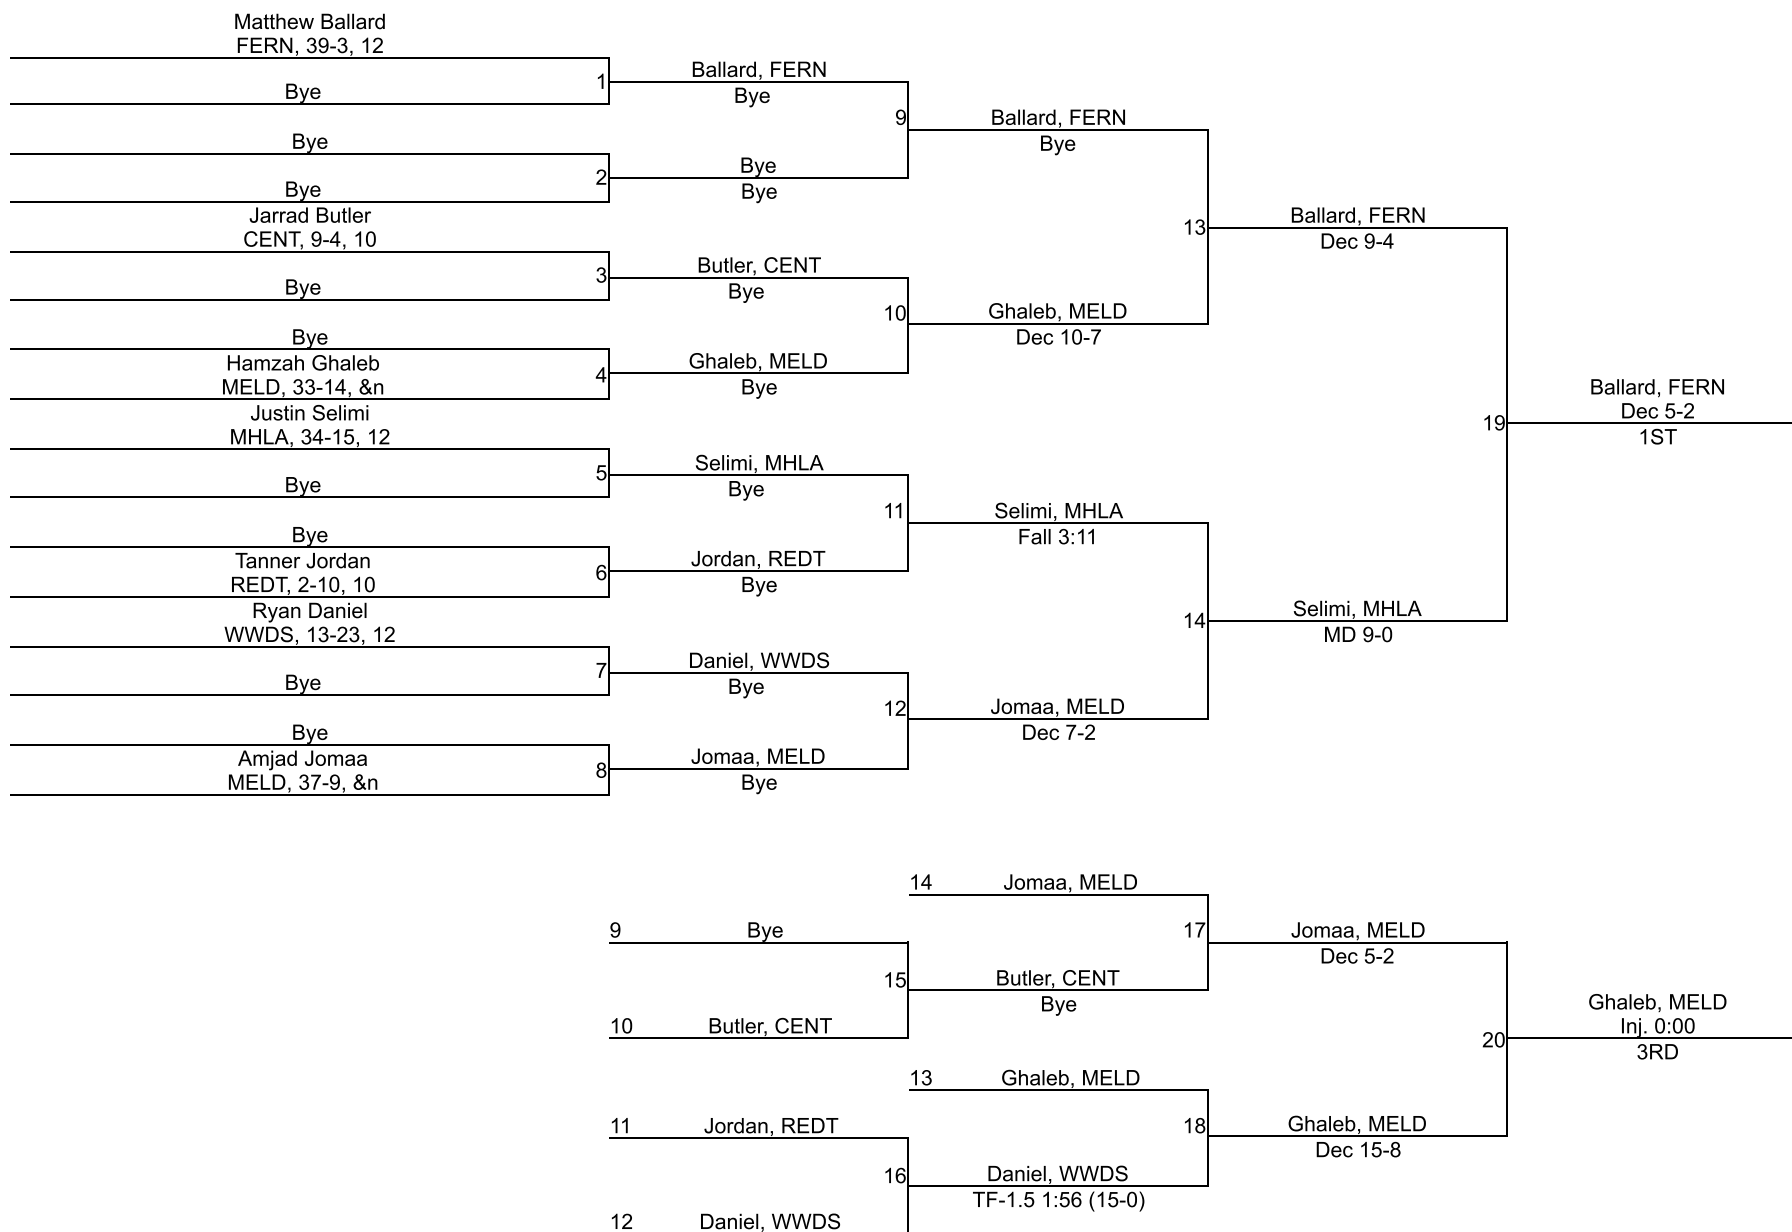 Matthew Ballard
FERN, 39-3, 12
1
Bye
Bye
2
Bye
Jarrad Butler
CENT, 9-4, 10
3
Bye
Bye
Hamzah Ghaleb
4
MELD, 33-14, &n
Justin Selimi
MHLA, 34-15, 12
5
Bye
Bye
Tanner Jordan
6
REDT, 2-10, 10
Ryan Daniel
WWDS, 13-23, 12
7
Bye
Bye
Amjad Jomaa
8
MELD, 37-9, &n
Ballard, FERN
Bye
9
Bye
Bye
Butler, CENT
Bye
10
Ghaleb, MELD
Bye
Selimi, MHLA
Bye
11
Jordan, REDT
Bye
Daniel, WWDS
Bye
12
Jomaa, MELD
Bye
Ballard, FERN
Bye
13
Ghaleb, MELD
Dec 10-7
Selimi, MHLA
Fall 3:11
14
Jomaa, MELD
Dec 7-2
Ballard, FERN
Dec 9-4
19
Selimi, MHLA
MD 9-0
Ballard, FERN
Dec 5-2
1ST
14 Jomaa, MELD
9 Bye
17
15
Butler, CENT
Bye
10 Butler, CENT
Jomaa, MELD
Dec 5-2
13 Ghaleb, MELD
11 Jordan, REDT
18
16
Daniel, WWDS
TF-1.5 1:56 (15-0)
12 Daniel, WWDS
Ghaleb, MELD
Dec 15-8
20
Ghaleb, MELD
Inj. 0:00
3RD